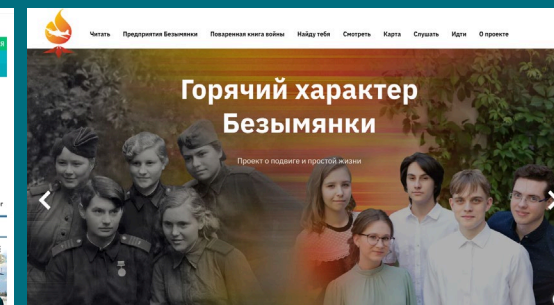 Читать Предприятия Безымянки Поваренная книга войны Найду тебя Смотреть Карта Слушать Идти О проекте
Горячий характер
Безымянки
Проект о подвиге и простой жизни